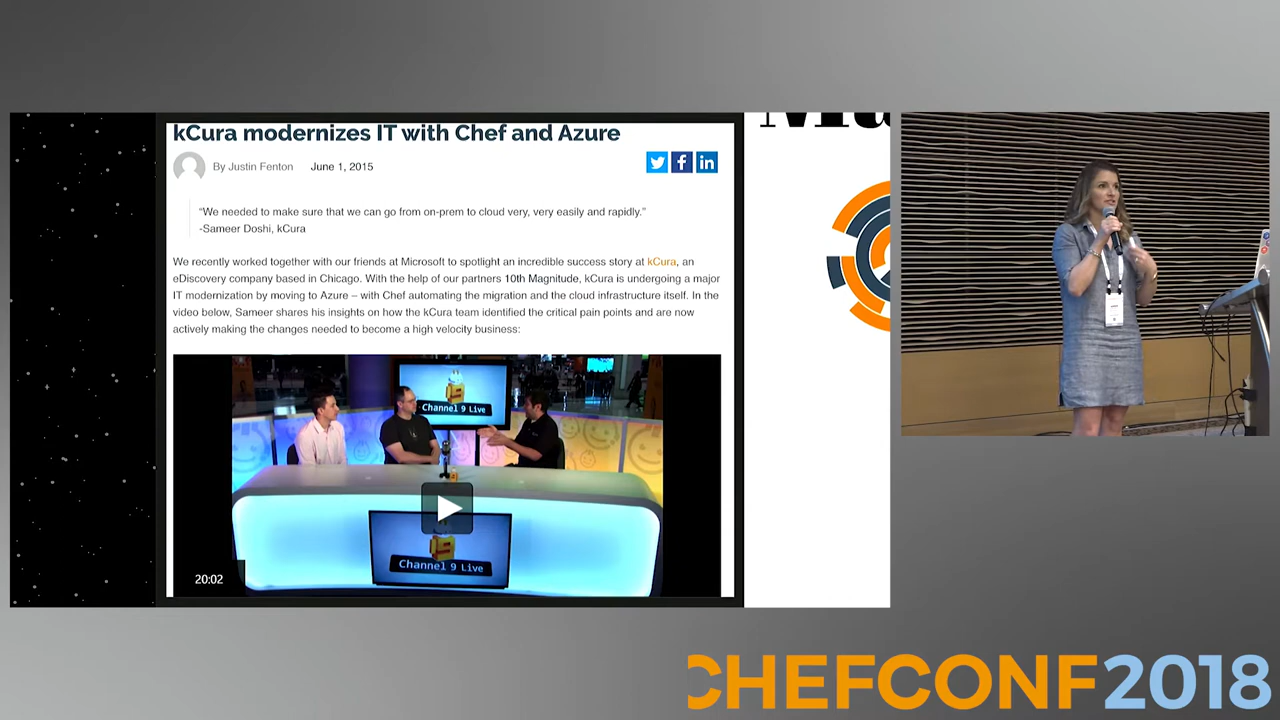 kCura modernizes IT with Chef and Azure
By Justin Fenton June 1, 2015
“We needed to make sure that we can go from on-prem to cloud very, very easily and rapidly.”
-Sameer Doshi, kCura
We recently worked together with our friends at Microsoft to spotlight an incredible success story at kCura, an
eDiscovery company based in Chicago. With the help of our partners 10th Magnitude, kCura is undergoing a major
IT modernization by moving to Azure – with Chef automating the migration and the cloud infrastructure itself. In the
video below, Sameer shares his insights on how the kCura team identified the critical pain points and are now
actively making the changes needed to become a high velocity business:
Channel 9 Live
Channel 9 Live
20:02
CHEFCONF2018